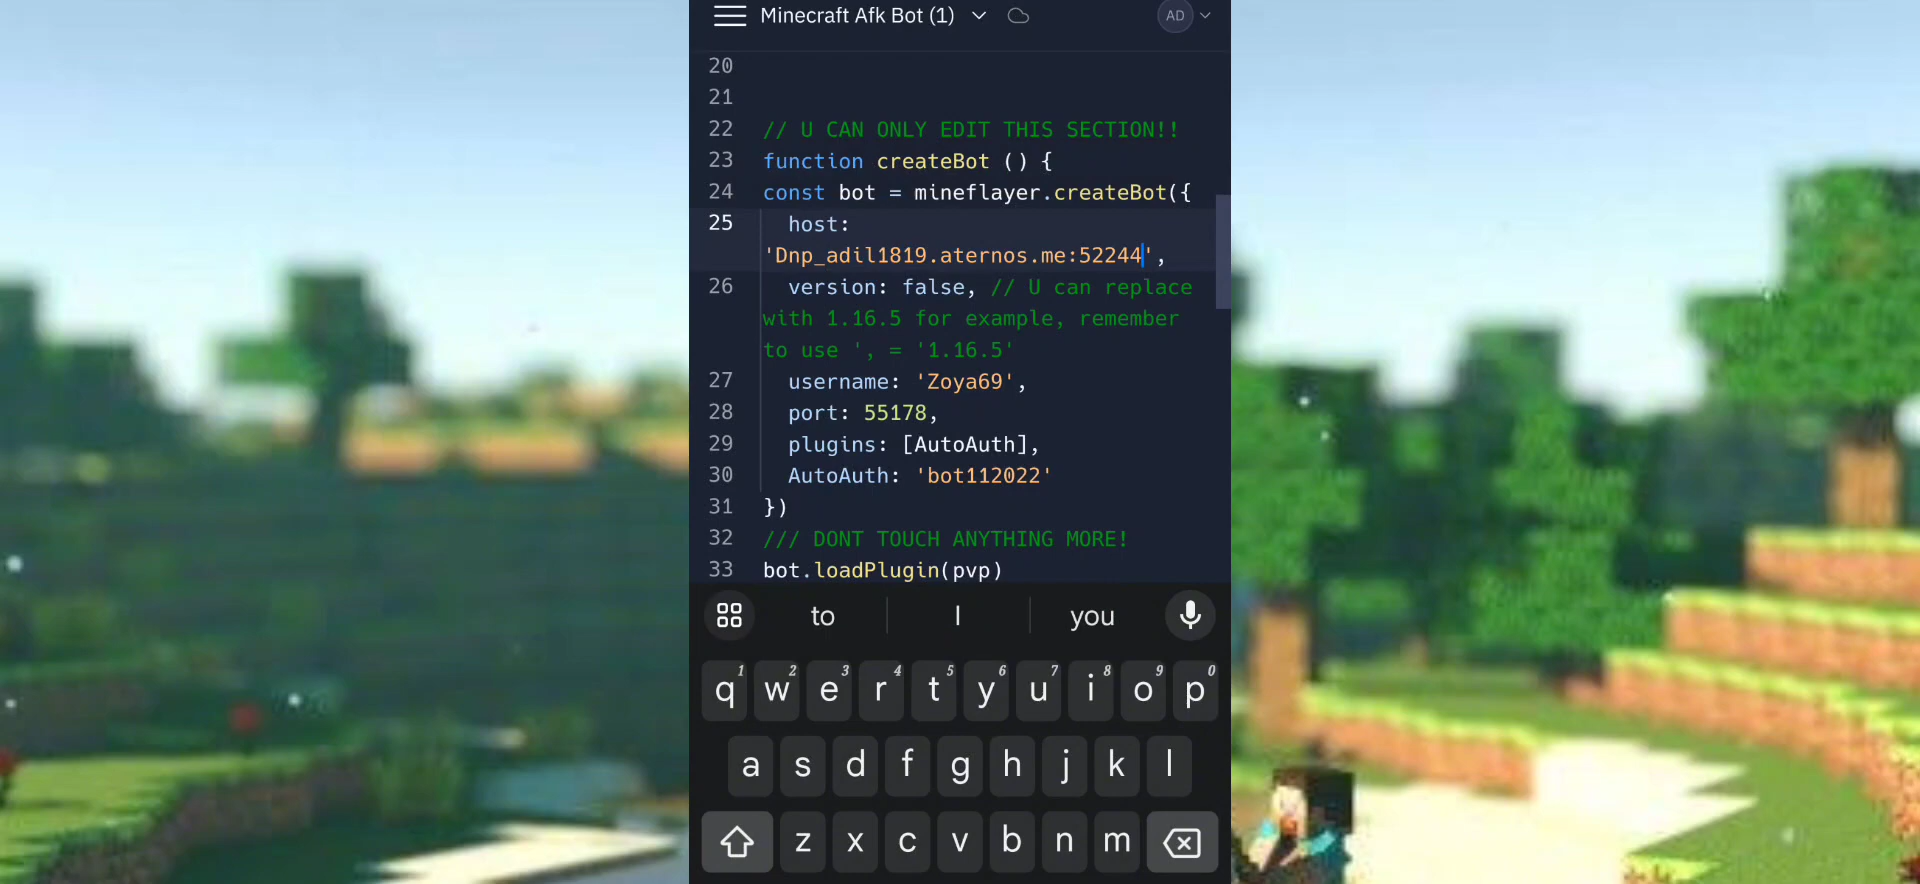 Minecraft Afk Bot (1)
AD
20
21
22 // U CAN ONLY EDIT THIS SECTION!!
23 function createBot () {
24 const bot = mineflayer.createBot({
25 host:
'Dnp_adil1819.aternos.me:52244',
26 version: false, // U can replace
with 1.16.5 for example, remember
to use ', = '1.16.5'
27 username: 'Zoya69',
28 port: 55178,
29 plugins: [AutoAuth],
30 AutoAuth: 'bot112022'
31 })
32 /// DONT TOUCH ANYTHING MORE!
33 bot.loadPlugin(pvp)
to I you
1 2 3 4 5 6 7 8 9 0
q w e r t y u i o p
a s d f g h j k l
z x c v b n m